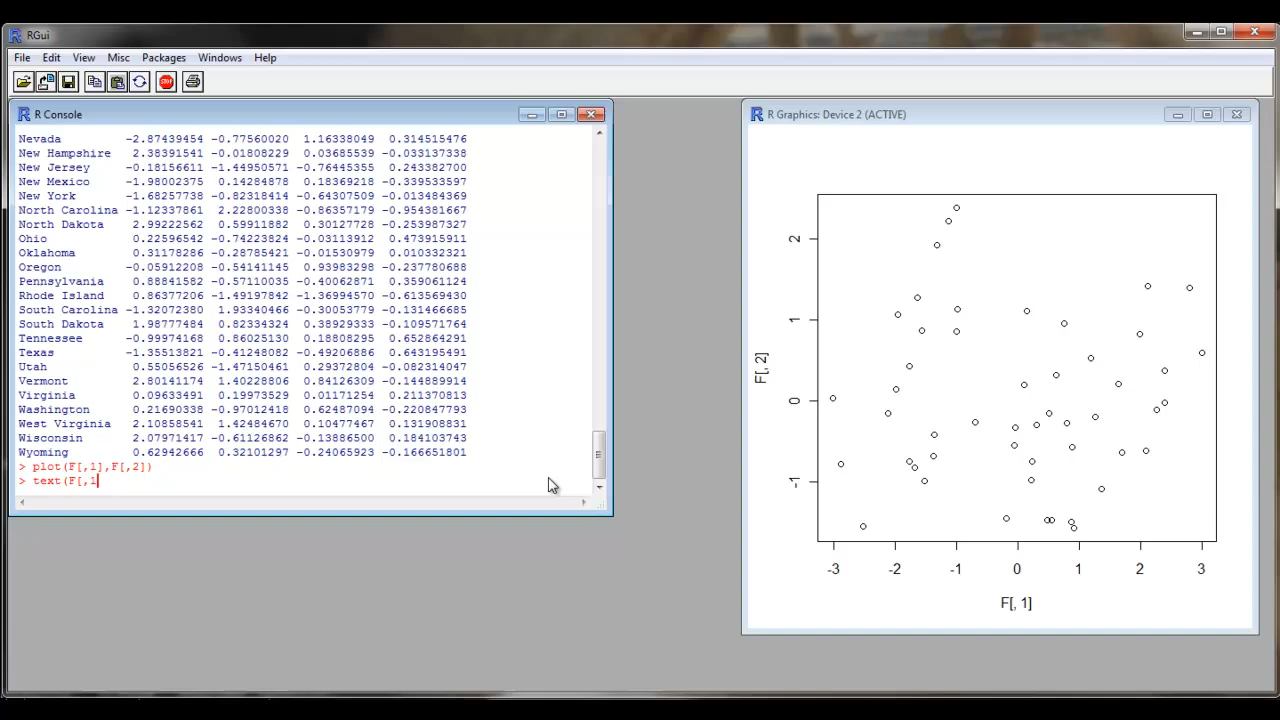 RGui
File Edit View Misc Packages Windows Help
STOP
R Console
Nevada -2.87439454 -0.77560020 1.16338049 0.314515476
New Hampshire 2.38391541 -0.01808229 0.03685539 -0.033137338
New Jersey -0.18156611 -1.44950571 -0.76445355 0.243382700
New Mexico -1.98002375 0.14284878 0.18369218 -0.339533597
New York -1.68257738 -0.82318414 -0.64307509 -0.013484369
North Carolina -1.12337861 2.22800338 -0.86357179 -0.954381667
North Dakota 2.99222562 0.59911882 0.30127728 -0.253987327
Ohio 0.22596542 -0.74223824 -0.03113912 0.473915911
Oklahoma 0.31178286 -0.28785421 -0.01530979 0.010332321
Oregon -0.05912208 -0.54141145 0.93983298 -0.237780688
Pennsylvania 0.88841582 -0.57110035 -0.40062871 0.359061124
Rhode Island 0.86377206 -1.49197842 -1.36994570 -0.613569430
South Carolina -1.32072380 1.93340466 -0.30053779 -0.131466685
South Dakota 1.98777484 0.82334324 0.38929333 -0.109571764
Tennessee -0.99974168 0.86025130 0.18808295 0.652864291
Texas -1.35513821 -0.41248082 -0.49206886 0.643195491
Utah 0.55056526 -1.47150461 0.29372804 -0.082314047
Vermont 2.80141174 1.40228806 0.84126309 -0.144889914
Virginia 0.09633491 0.19973529 0.01171254 0.211370813
Washington 0.21690338 -0.97012418 0.62487094 -0.220847793
West Virginia 2.10858541 1.42484670 0.10477467 0.131908831
Wisconsin 2.07971417 -0.61126862 -0.13886500 0.184103743
Wyoming 0.62942666 0.32101297 -0.24065923 -0.166651801
> plot(F[,1],F[,2])
> text(F[,1
R Graphics: Device 2 (ACTIVE)
2
1
0
-1
F[, 2]
-3 -2 -1 0 1 2 3
F[, 1]